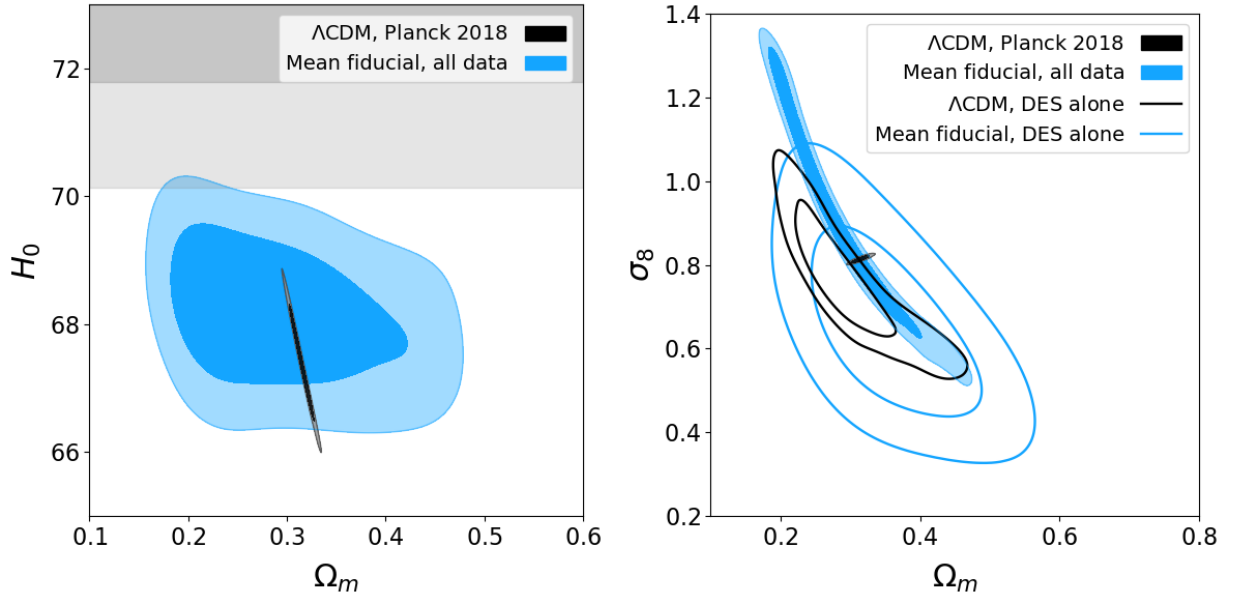 ΛCDM, Planck 2018
Mean fiducial, all data
72
70
68
66
H₀
0.1 0.2 0.3 0.4 0.5 0.6
Ωₘ
ΛCDM, Planck 2018
Mean fiducial, all data
ΛCDM, DES alone
Mean fiducial, DES alone
1.4
1.2
1.0
0.8
0.6
0.4
0.2
σ₈
0.2 0.4 0.6 0.8
Ωₘ